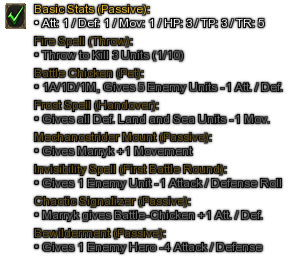 Basic Stats (Passive):
• Att: 1 / Def: 1 / Mov: 1 / HP: 3 / TP: 3 / TR: 5
Fire Spell (Throw):
• Throw to Kill 3 Units (1/10)
Battle Chicken (Pet):
• 1A/1D/1M, Gives 5 Enemy Units -1 Att. / Def.
Frost Spell (Handover):
• Gives all Def. Land and Sea Units -1 Mov.
Mechanostrider Mount (Passive):
• Gives Marryk +1 Movement
Invisibility Spell (First Battle Round):
• Gives 1 Enemy Unit -1 Attack / Defense Roll
Chaotic Signalizer (Passive):
• Marryk gives Battle-Chicken +1 Att. / Def.
Bewilderment (Passive):
• Gives 1 Enemy Hero -4 Attack / Defense